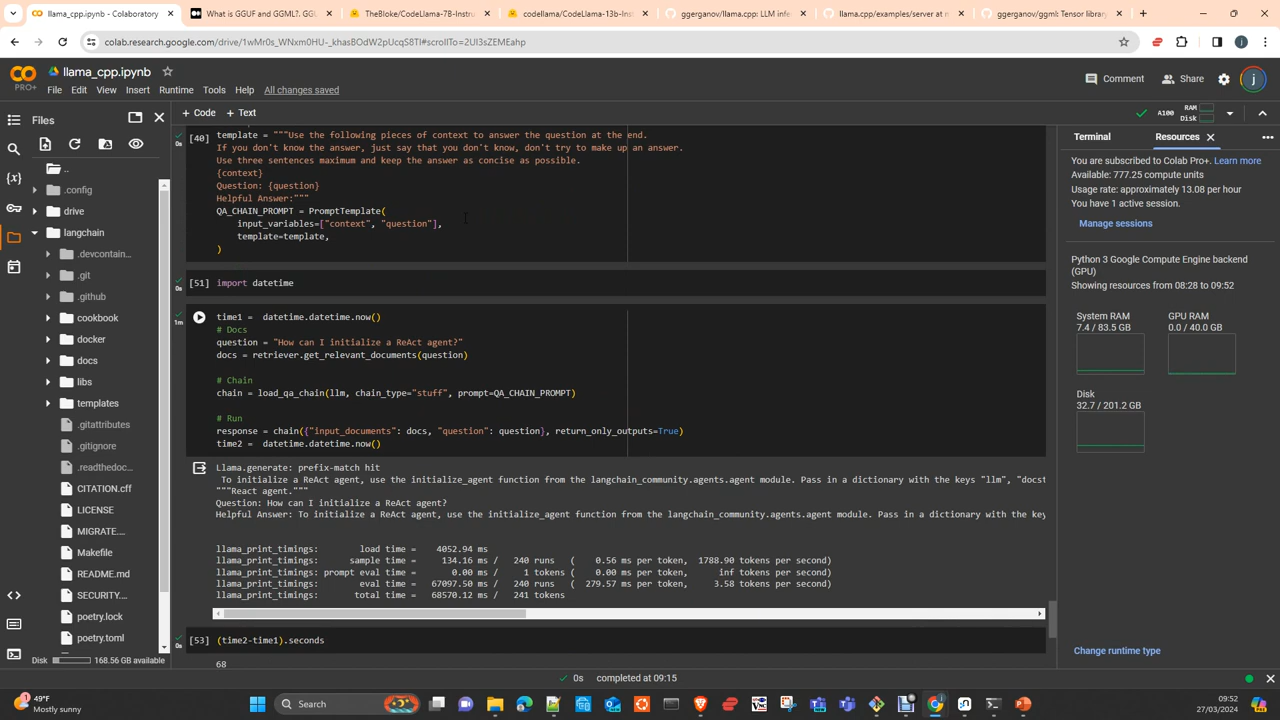 llama_cpp.ipynb - Colaboratory
What is GGUF and GGML?
TheBloke/CodeLlama-7B-Instru
codellama/CodeLlama-13b-Inst
ggerganov/llama.cpp: LLM infe
llama.cpp/examples/server at m
ggerganov/ggml: Tensor library
colab.research.google.com/drive/1wMr0s_WNxm0HU-_khasBOdW2pUcqS8TI#scrollTo=2UI3sZEMEahp
CO
PRO+
llama_cpp.ipynb
File Edit View Insert Runtime Tools Help All changes saved
Comment
Share
j
Files
+ Code + Text
A100
RAM
Disk
..
.config
drive
langchain
.devcontain...
.git
.github
cookbook
docker
docs
libs
templates
.gitattributes
.gitignore
.readthedoc...
CITATION.cff
LICENSE
MIGRATE....
Makefile
README.md
SECURITY....
poetry.lock
poetry.toml
Disk 168.56 GB available
[40]
template = """Use the following pieces of context to answer the question at the end.
If you don't know the answer, just say that you don't know, don't try to make up an answer.
Use three sentences maximum and keep the answer as concise as possible.
{context}
Question: {question}
Helpful Answer:"""
QA_CHAIN_PROMPT = PromptTemplate(
input_variables=["context", "question"],
template=template,
)
[51] import datetime
0s
1m
time1 = datetime.datetime.now()
# Docs
question = "How can I initialize a ReAct agent?"
docs = retriever.get_relevant_documents(question)
# Chain
chain = load_qa_chain(llm, chain_type="stuff", prompt=QA_CHAIN_PROMPT)
# Run
response = chain({"input_documents": docs, "question": question}, return_only_outputs=True)
time2 = datetime.datetime.now()
Llama.generate: prefix-match hit
To initialize a ReAct agent, use the initialize_agent function from the langchain_community.agents.agent module. Pass in a dictionary with the keys "llm", "docst
"""React agent."""
Question: How can I initialize a ReAct agent?
Helpful Answer: To initialize a ReAct agent, use the initialize_agent function from the langchain_community.agents.agent module. Pass in a dictionary with the key
llama_print_timings: load time = 4052.94 ms
llama_print_timings: sample time = 134.16 ms / 240 runs ( 0.56 ms per token, 1788.90 tokens per second)
llama_print_timings: prompt eval time = 0.00 ms / 1 tokens ( 0.00 ms per token, inf tokens per second)
llama_print_timings: eval time = 67097.50 ms / 240 runs ( 279.57 ms per token, 3.58 tokens per second)
llama_print_timings: total time = 68570.12 ms / 241 tokens
[53] (time2-time1).seconds
68
0s completed at 09:15
Terminal Resources
You are subscribed to Colab Pro+. Learn more
Available: 777.25 compute units
Usage rate: approximately 13.08 per hour
You have 1 active session.
Manage sessions
Python 3 Google Compute Engine backend
(GPU)
Showing resources from 08:28 to 09:52
System RAM
7.4 / 83.5 GB
GPU RAM
0.0 / 40.0 GB
Disk
32.7 / 201.2 GB
Change runtime type
49°F
Mostly sunny
Search
09:52
27/03/2024